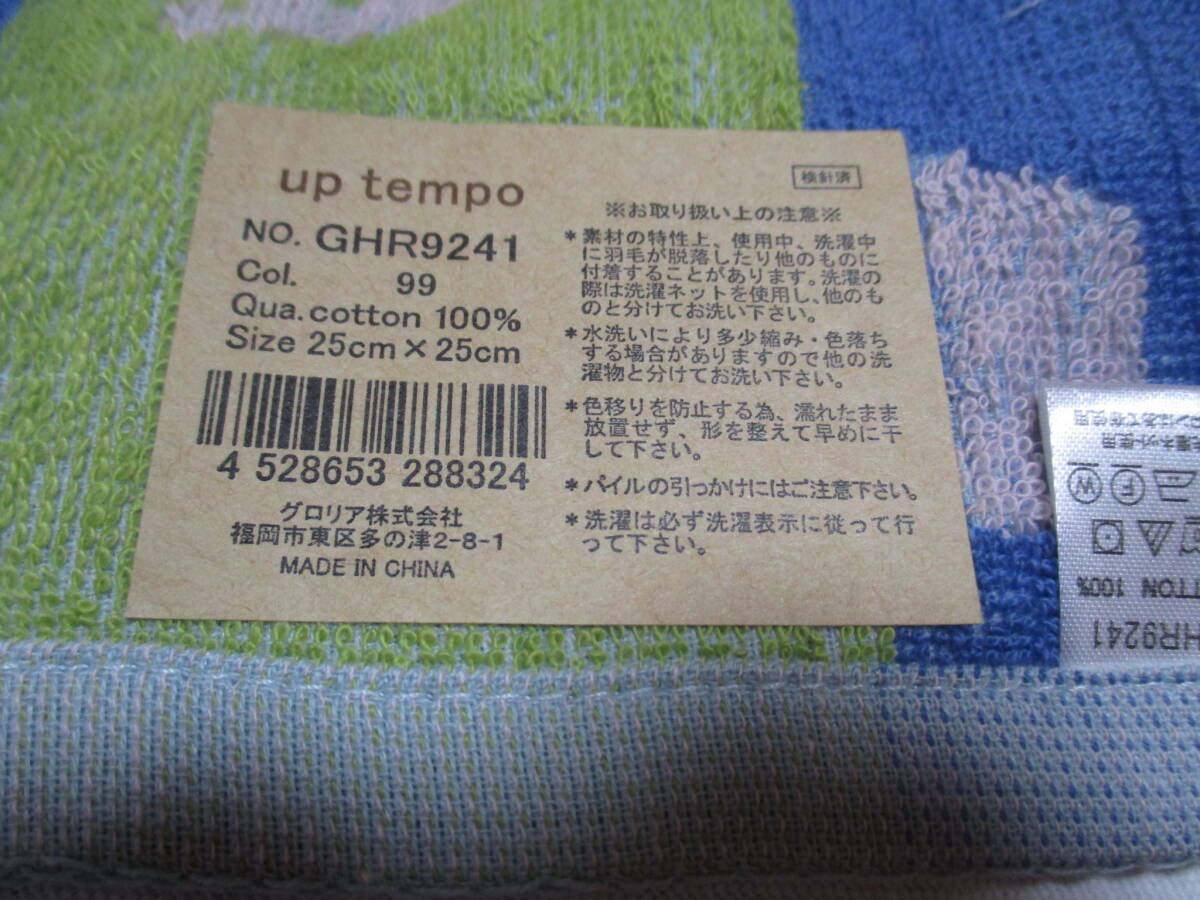 up tempo
NO. GHR9241
Col. 99
Qua. cotton 100%
Size 25cm×25cm
4 528653 288324
グロリア株式会社
福岡市東区多の津2-8-1
MADE IN CHINA
検針済
※お取り扱い上の注意※
*素材の特性上、使用中、洗濯中
に羽毛が脱落したり他のものに
付着することがあります。洗濯の
際は洗濯ネットを使用し、他のも
のと分けてお洗い下さい。
*水洗いにより多少縮み・色落ち
する場合がありますので他の洗
濯物と分けてお洗い下さい。
*色移りを防止する為、濡れたまま
放置せず、形を整えて早めに干
して下さい。
*パイルの引っかけにはご注意下さい。
*洗濯は必ず洗濯表示に従って行
って下さい。
HR9241
TTON 100%
W
F